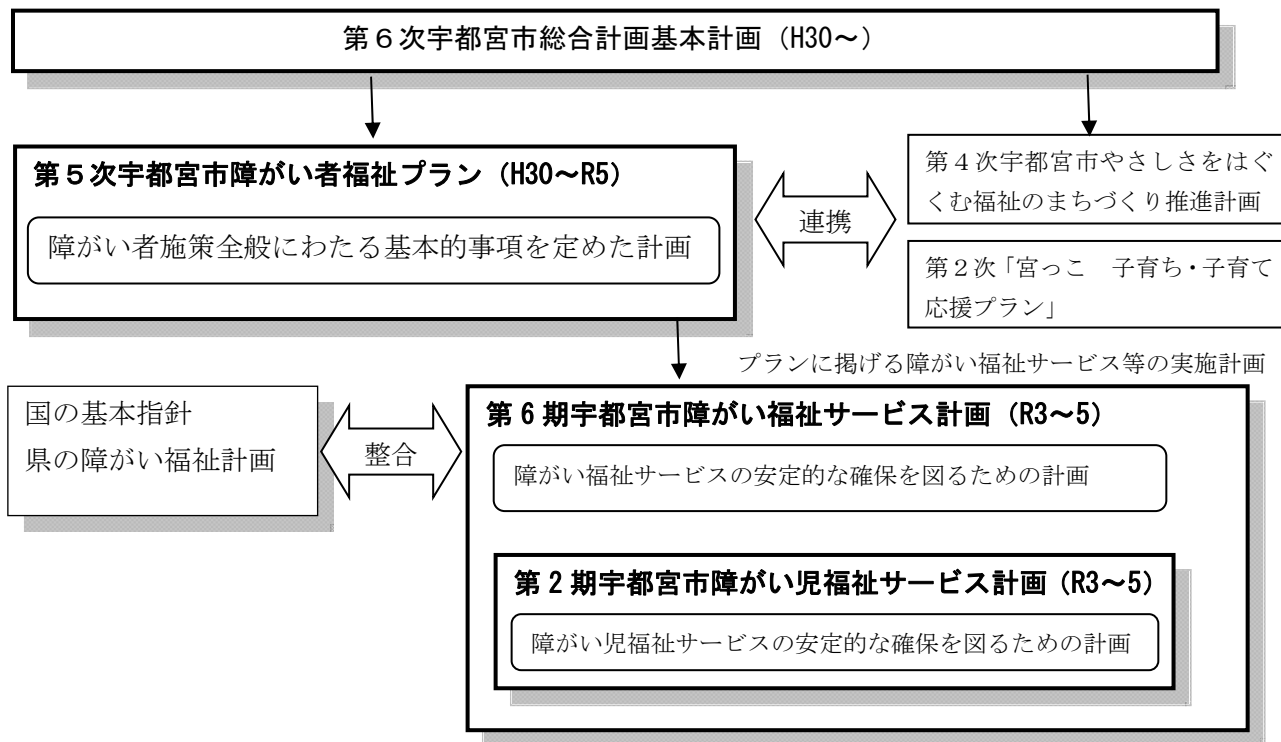 第６次宇都宮市総合計画基本計画（H30～）
第５次宇都宮市障がい者福祉プラン（H30～R5）
障がい者施策全般にわたる基本的事項を定めた計画
連携
第４次宇都宮市やさしさをはぐ
くむ福祉のまちづくり推進計画
第２次「宮っこ　子育ち・子育て
応援プラン」
プランに掲げる障がい福祉サービス等の実施計画
国の基本指針
県の障がい福祉計画
整合
第 6 期宇都宮市障がい福祉サービス計画（R3～5）
障がい福祉サービスの安定的な確保を図るための計画
第 2 期宇都宮市障がい児福祉サービス計画（R3～5）
障がい児福祉サービスの安定的な確保を図るための計画